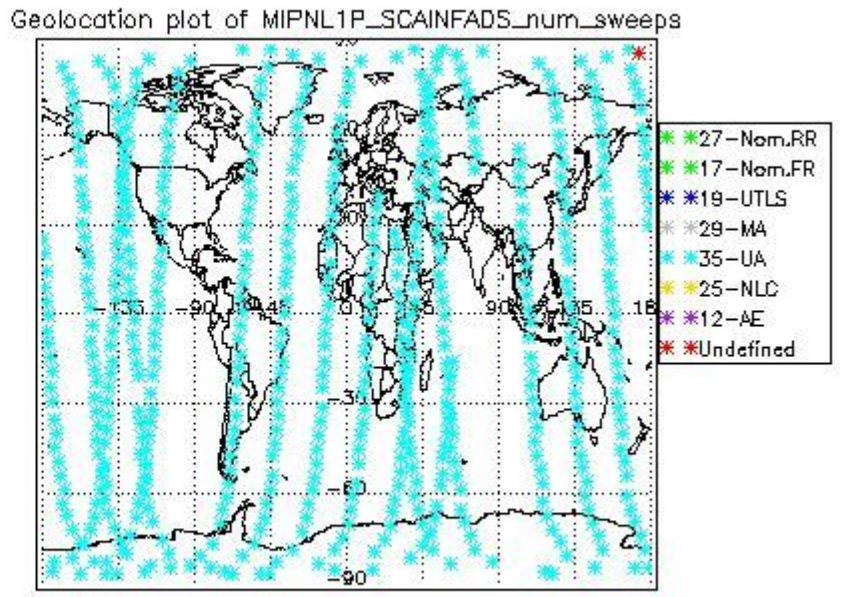 Geolocation plot of MIPNL1P_SCAINFADS_num_sweeps
27-Nom.RR
17-Nom.FR
19-UTLS
29-MA
35-UA
25-NLC
12-AE
Undefined
-135 -90 -45 90 135
-30
-60
-90